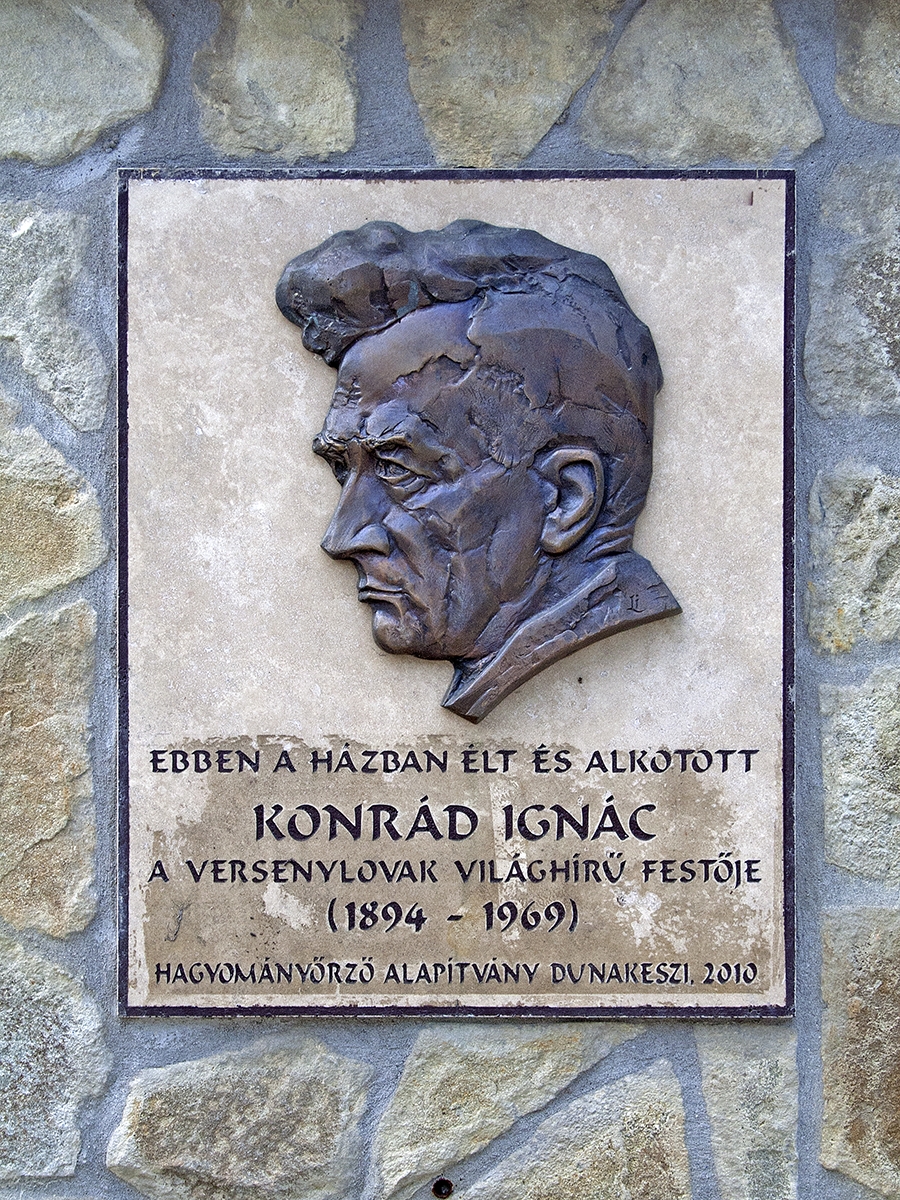 EBBEN A HÁZBAN ÉLT ÉS ALKOTOTT
KONRÁD IGNÁC
A VERSENYLOVAK VILÁGHÍRŰ FESTŐJE
(1894 - 1969)
HAGYOMÁNYŐRZŐ ALAPÍTVÁNY DUNAKESZI, 2010